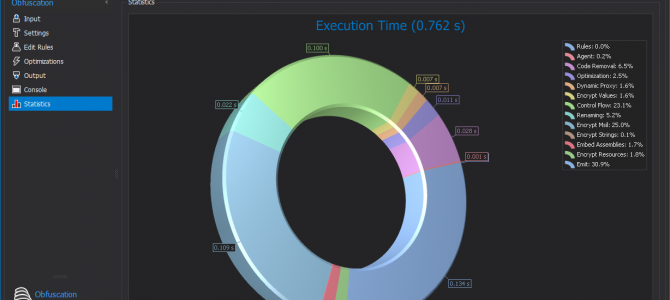 Obfuscation
Input
Settings
Edit Rules
Optimizations
Output
Console
Statistics
Obfuscation
Statistics
Execution Time (0.762 s)
0.100 s
0.007 s
0.007 s
0.011 s
0.028 s
0.001 s
0.022 s
0.109 s
0.134 s
Rules: 0.0%
Agent: 0.2%
Code Removal: 6.5%
Optimization: 2.5%
Dynamic Proxy: 1.6%
Encrypt Values: 1.6%
Control Flow: 23.1%
Renaming: 5.2%
Encrypt Msil: 25.0%
Encrypt Strings: 0.1%
Embed Assemblies: 1.7%
Encrypt Resources: 1.8%
Emit: 30.9%